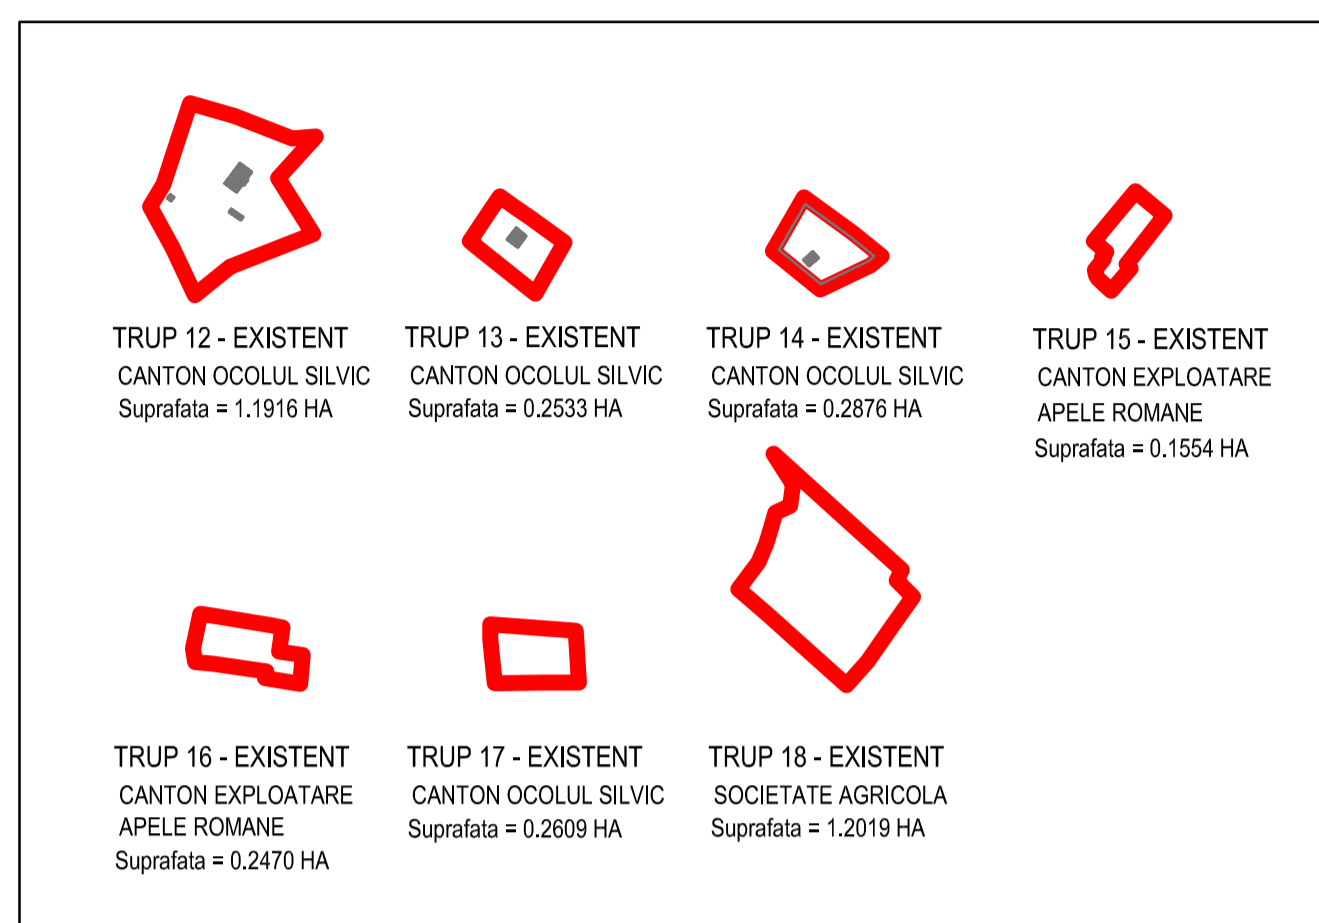 TRUP 12 - EXISTENT
CANTON OCOLUL SILVIC
Suprafata = 1.1916 HA
TRUP 13 - EXISTENT
CANTON OCOLUL SILVIC
Suprafata = 0.2533 HA
TRUP 14 - EXISTENT
CANTON OCOLUL SILVIC
Suprafata = 0.2876 HA
TRUP 15 - EXISTENT
CANTON EXPLOATARE
APELE ROMANE
Suprafata = 0.1554 HA
TRUP 16 - EXISTENT
CANTON EXPLOATARE
APELE ROMANE
Suprafata = 0.2470 HA
TRUP 17 - EXISTENT
CANTON OCOLUL SILVIC
Suprafata = 0.2609 HA
TRUP 18 - EXISTENT
SOCIETATE AGRICOLA
Suprafata = 1.2019 HA